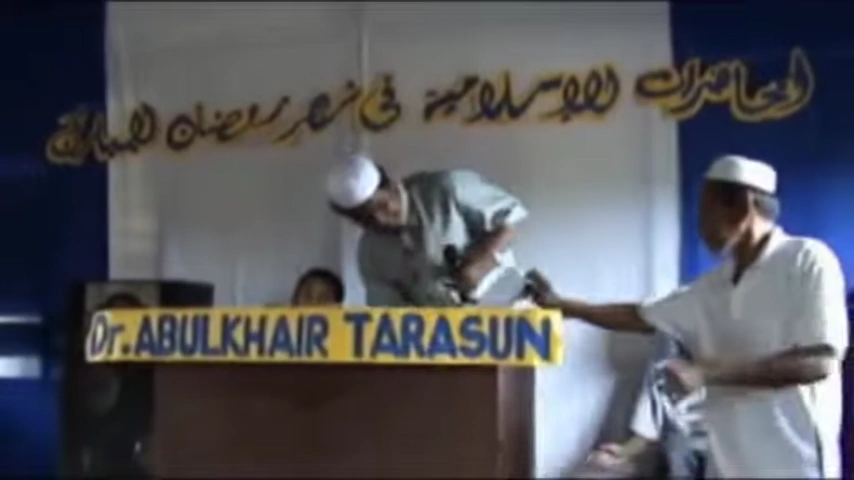 المحاضرات الإسلامية في شهر رمضان المبارك
Dr. ABULKHAIR TARASUN